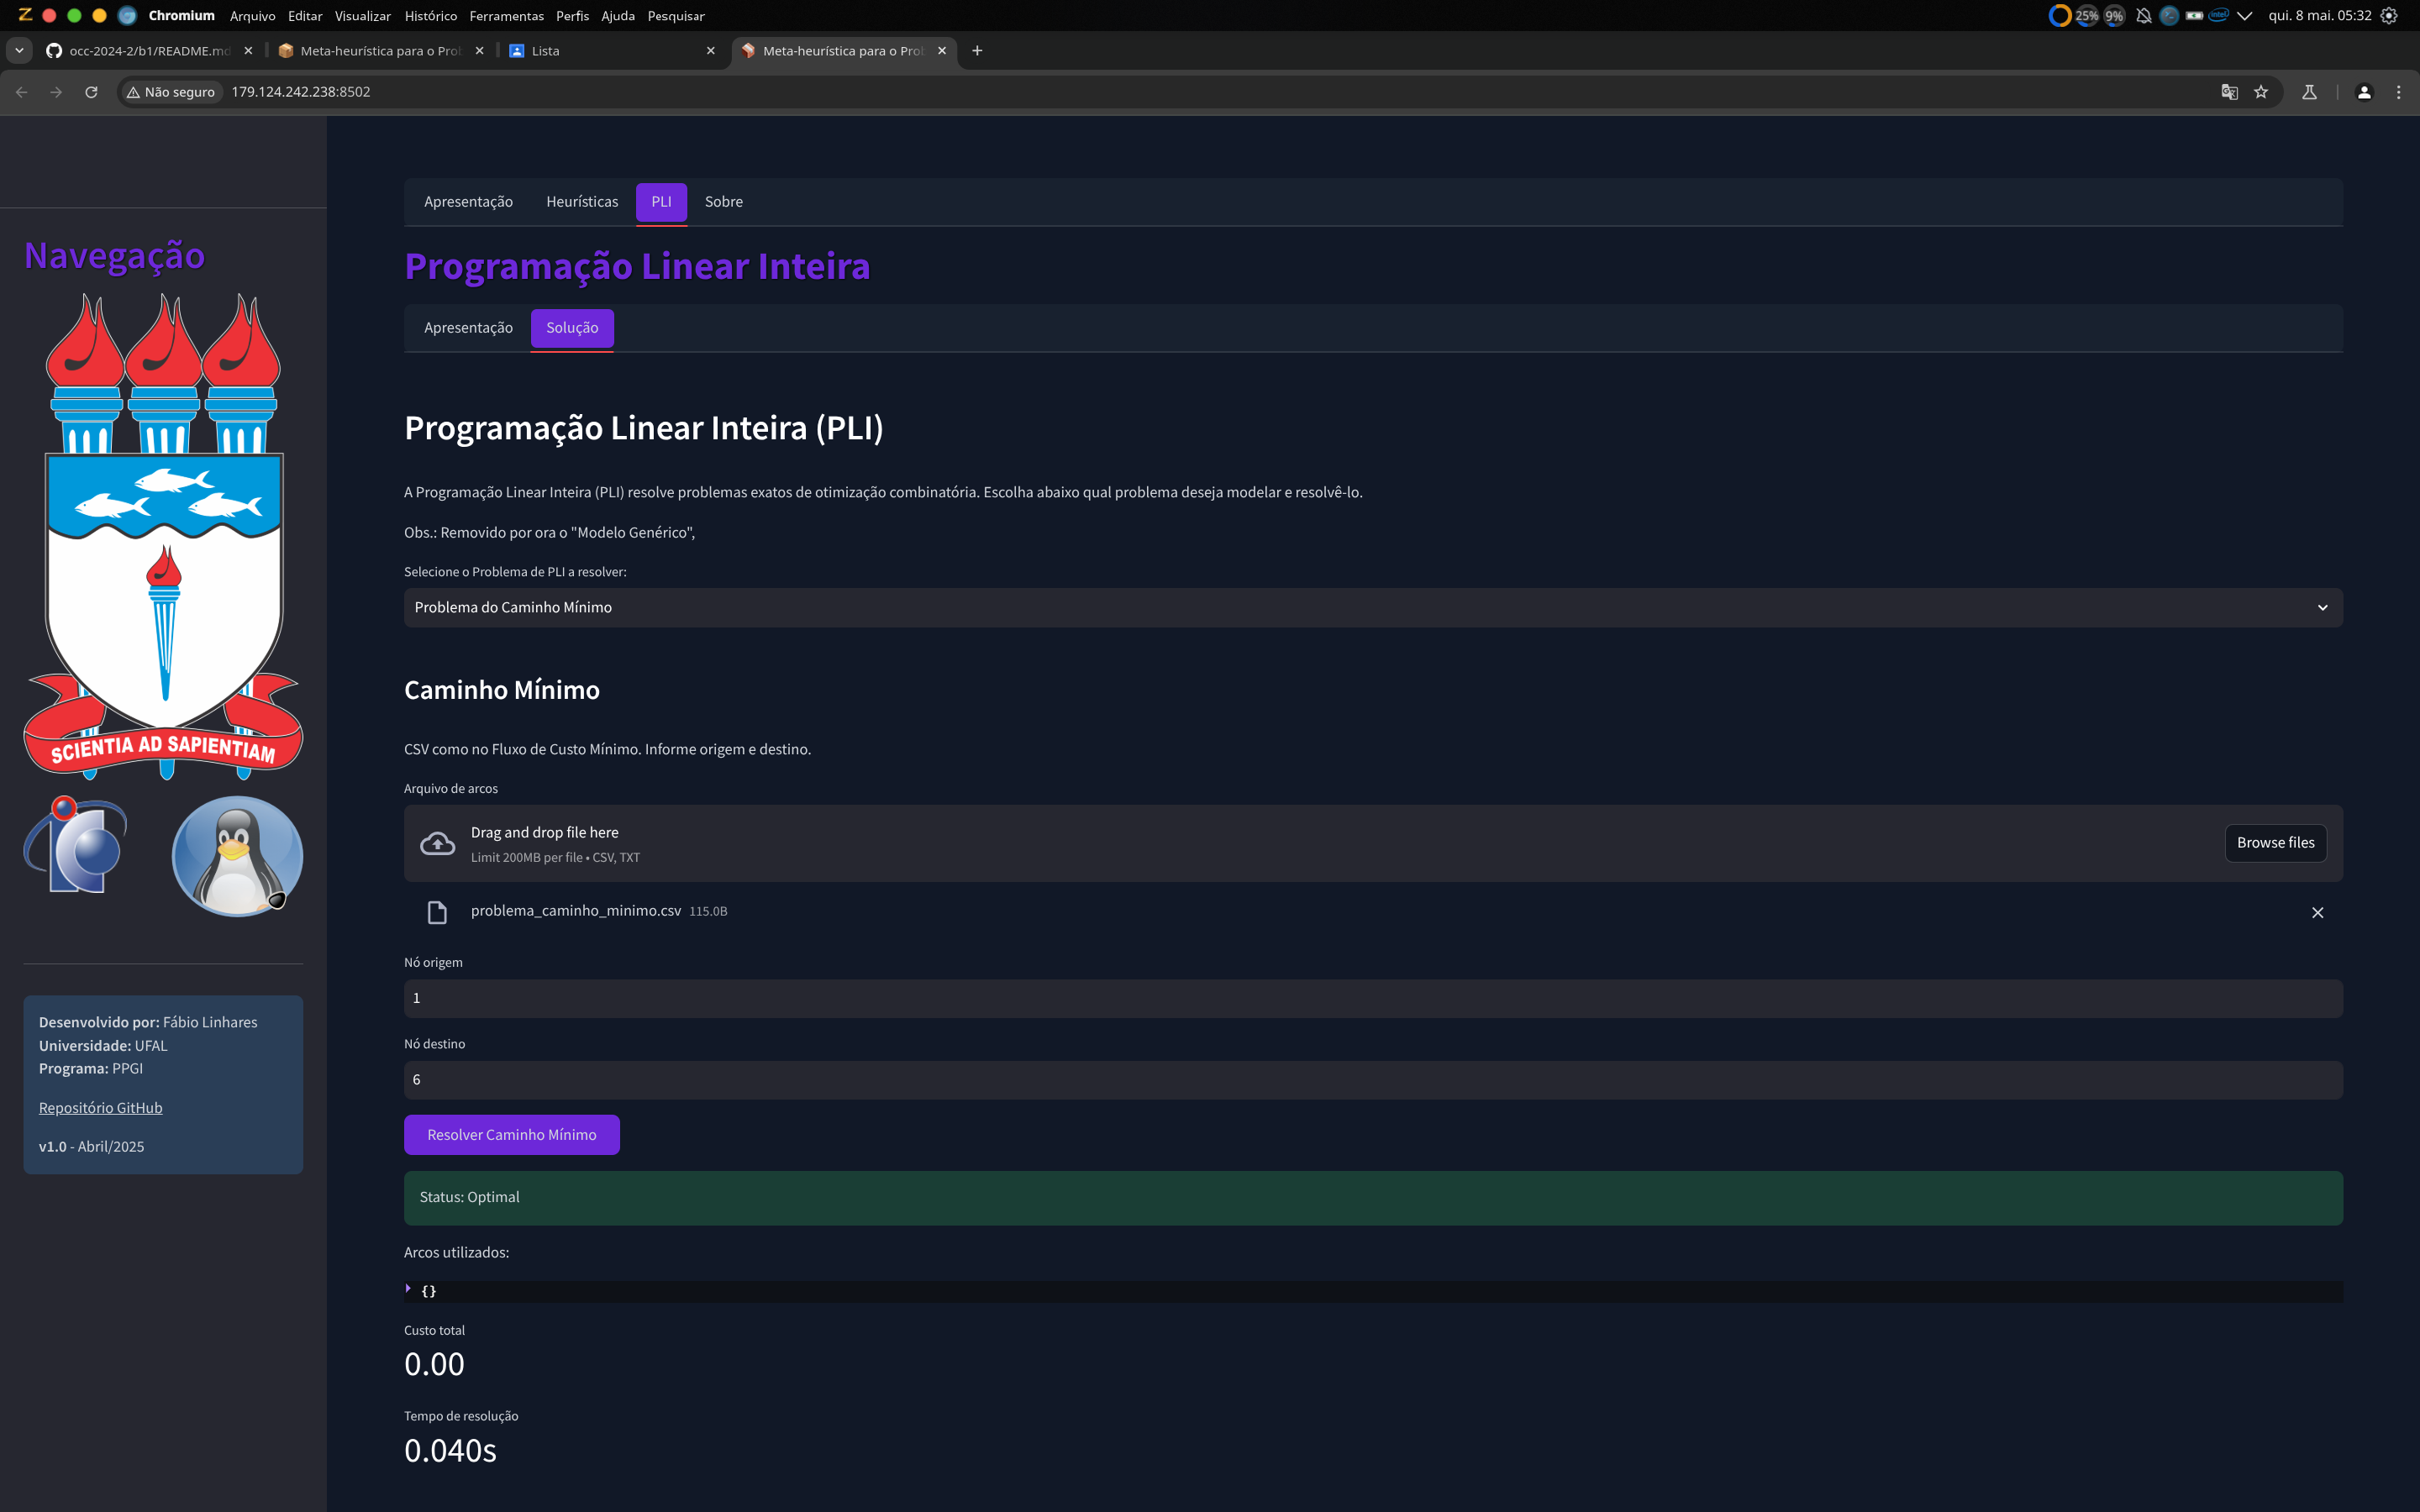 Chromium Arquivo Editar Visualizar Histórico Ferramentas Perfis Ajuda Pesquisar
25% 9% intel qui. 8 mai. 05:32
occ-2024-2/b1/README.md
Meta-heurística para o Pro
Lista
Meta-heurística para o Pro
Não seguro 179.124.242.238:8502
Navegação
SCIENTIA AD SAPIENTIAM
Desenvolvido por: Fábio Linhares
Universidade: UFAL
Programa: PPGI
Repositório GitHub
v1.0 - Abril/2025
Apresentação Heurísticas PLI Sobre
Programação Linear Inteira
Apresentação Solução
Programação Linear Inteira (PLI)
A Programação Linear Inteira (PLI) resolve problemas exatos de otimização combinatória. Escolha abaixo qual problema deseja modelar e resolvê-lo.
Obs.: Removido por ora o "Modelo Genérico",
Selecione o Problema de PLI a resolver:
Problema do Caminho Mínimo
Caminho Mínimo
CSV como no Fluxo de Custo Mínimo. Informe origem e destino.
Arquivo de arcos
Drag and drop file here
Limit 200MB per file • CSV, TXT
Browse files
problema_caminho_minimo.csv 115.0B
Nó origem
1
Nó destino
6
Resolver Caminho Mínimo
Status: Optimal
Arcos utilizados:
{}
Custo total
0.00
Tempo de resolução
0.040s